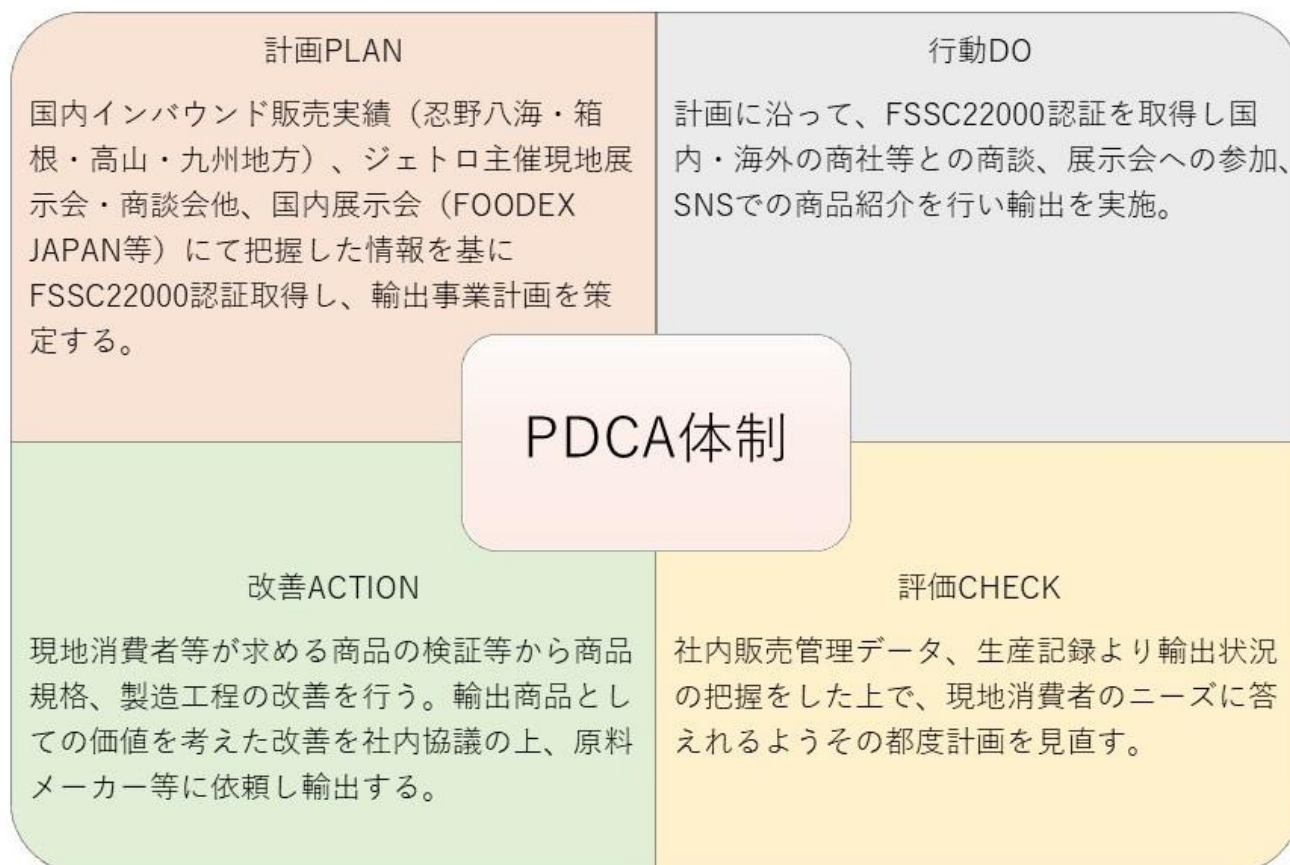 計画PLAN
国内インバウンド販売実績（忍野八海・箱
根・高山・九州地方）、ジェトロ主催現地展
示会・商談会他、国内展示会（FOODEX
JAPAN等）にて把握した情報を基に
FSSC22000認証取得し、輸出事業計画を策
定する。
行動DO
計画に沿って、FSSC22000認証を取得し国
内・海外の商社等との商談、展示会への参加、
SNSでの商品紹介を行い輸出を実施。
PDCA体制
改善ACTION
現地消費者等が求める商品の検証等から商品
規格、製造工程の改善を行う。輸出商品とし
ての価値を考えた改善を社内協議の上、原料
メーカー等に依頼し輸出する。
評価CHECK
社内販売管理データ、生産記録より輸出状況
の把握をした上で、現地消費者のニーズに答
えれるようその都度計画を見直す。